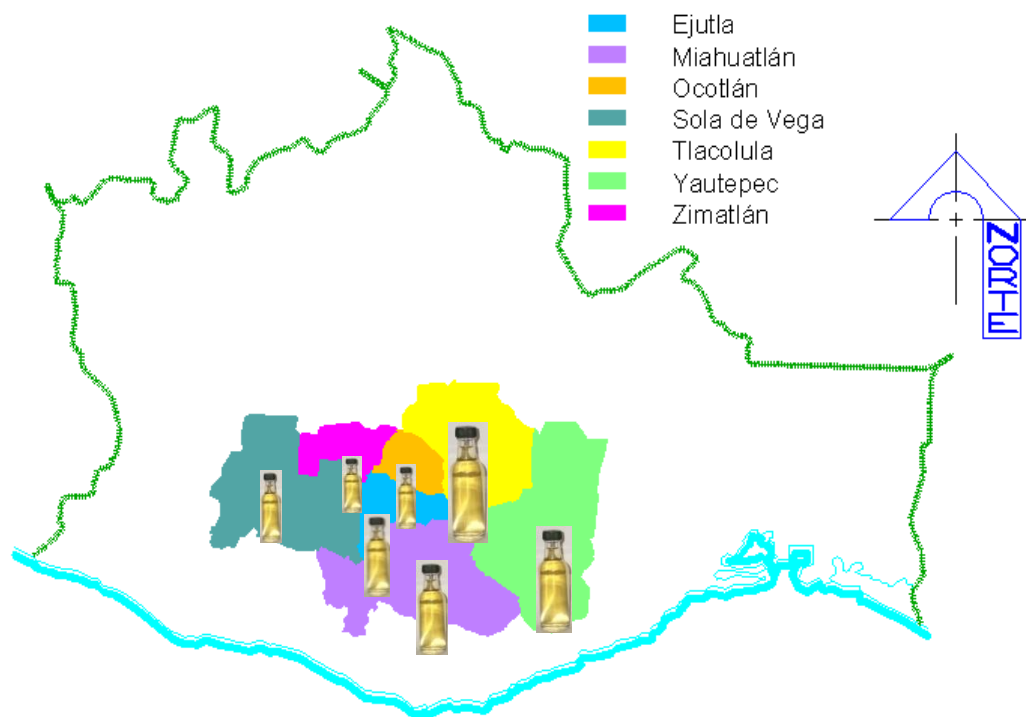 Ejutla
Miahuatlán
Ocotlán
Sola de Vega
Tlacolula
Yautepec
Zimatlán
NORTE